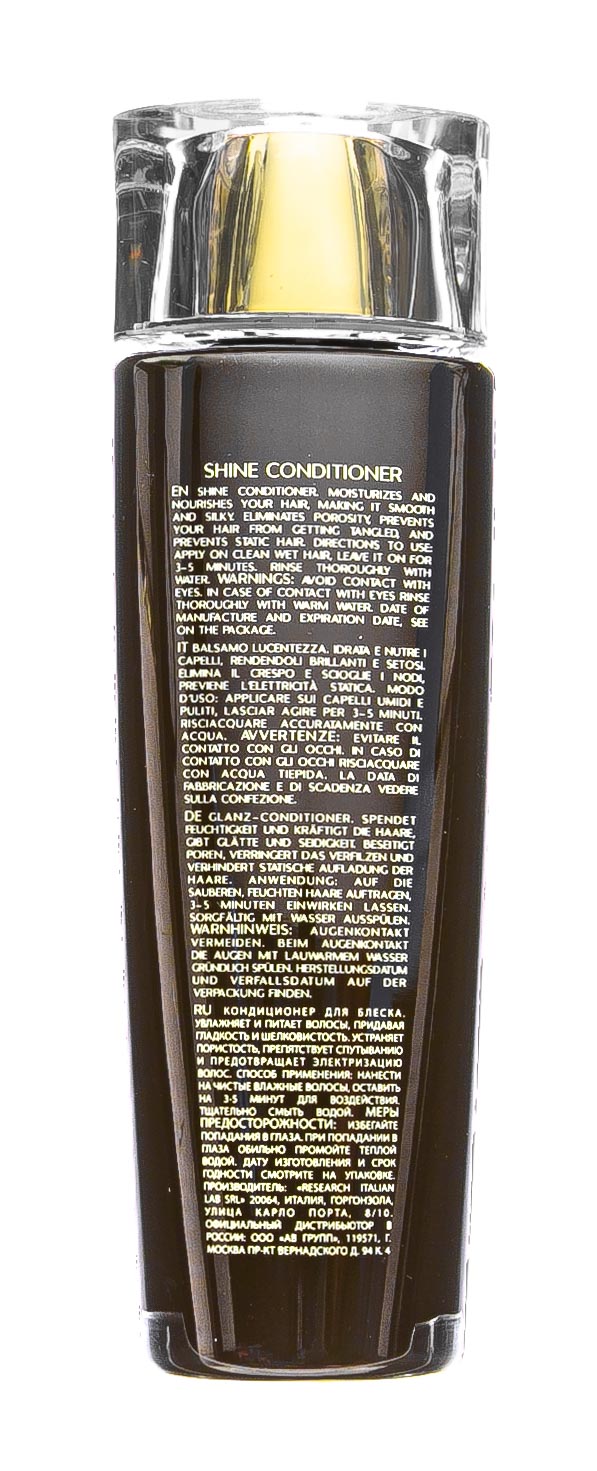 SHINE CONDITIONER
EN SHINE CONDITIONER. MOISTURIZES AND
NOURISHES YOUR HAIR, MAKING IT SMOOTH
AND SILKY. ELIMINATES POROSITY, PREVENTS
YOUR HAIR FROM GETTING TANGLED, AND
PREVENTS STATIC HAIR. DIRECTIONS TO USE:
APPLY ON CLEAN WET HAIR, LEAVE IT ON FOR
3-5 MINUTES. RINSE THOROUGHLY WITH
WATER. WARNINGS: AVOID CONTACT WITH
EYES. IN CASE OF CONTACT WITH EYES RINSE
THOROUGHLY WITH WARM WATER. DATE OF
MANUFACTURE AND EXPIRATION DATE, SEE
ON THE PACKAGE.
IT BALSAMO LUCENTEZZA. IDRATA E NUTRE I
CAPELLI, RENDENDOLI BRILLANTI E SETOSI.
ELIMINA IL CRESPO E SCIOGLIE I NODI,
PREVIENE L'ELETTRICITÀ STATICA. MODO
D'USO: APPLICARE SUI CAPELLI UMIDI E
PULITI, LASCIAR AGIRE PER 3-5 MINUTI.
RISCIACQUARE ACCURATAMENTE CON
ACQUA. AVVERTENZE: EVITARE IL
CONTATTO CON GLI OCCHI. IN CASO DI
CONTATTO CON GLI OCCHI RISCIACQUARE
CON ACQUA TIEPIDA. LA DATA DI
FABBRICAZIONE E DI SCADENZA VEDERE
SULLA CONFEZIONE.
DE GLANZ-CONDITIONER. SPENDET
FEUCHTIGKEIT UND KRÄFTIGT DIE HAARE,
GIBT GLÄTTE UND SEIDIGKEIT. BESEITIGT
POREN, VERRINGERT DAS VERFILZEN UND
VERHINDERT STATISCHE AUFLADUNG DER
HAARE. ANWENDUNG: AUF DIE
SAUBEREN, FEUCHTEN HAARE AUFTRAGEN,
3-5 MINUTEN EINWIRKEN LASSEN.
SORGFÄLTIG MIT WASSER AUSSPÜLEN.
WARNHINWEIS: AUGENKONTAKT
VERMEIDEN. BEIM AUGENKONTAKT
DIE AUGEN MIT LAUWARMEM WASSER
GRÜNDLICH SPÜLEN. HERSTELLUNGSDATUM
UND VERFALLSDATUM AUF DER
VERPACKUNG FINDEN.
RU КОНДИЦИОНЕР ДЛЯ БЛЕСКА.
УВЛАЖНЯЕТ И ПИТАЕТ ВОЛОСЫ, ПРИДАВАЯ
ГЛАДКОСТЬ И ШЕЛКОВИСТОСТЬ. УСТРАНЯЕТ
ПОРИСТОСТЬ, ПРЕПЯТСТВУЕТ СПУТЫВАНИЮ
И ПРЕДОТВРАЩАЕТ ЭЛЕКТРИЗАЦИЮ
ВОЛОС. СПОСОБ ПРИМЕНЕНИЯ: НАНЕСТИ
НА ЧИСТЫЕ ВЛАЖНЫЕ ВОЛОСЫ, ОСТАВИТЬ
НА 3-5 МИНУТ ДЛЯ ВОЗДЕЙСТВИЯ.
ТЩАТЕЛЬНО СМЫТЬ ВОДОЙ. МЕРЫ
ПРЕДОСТОРОЖНОСТИ: ИЗБЕГАЙТЕ
ПОПАДАНИЯ В ГЛАЗА. ПРИ ПОПАДАНИИ В
ГЛАЗА ОБИЛЬНО ПРОМОЙТЕ ТЕПЛОЙ
ВОДОЙ. ДАТУ ИЗГОТОВЛЕНИЯ И СРОК
ГОДНОСТИ СМОТРИТЕ НА УПАКОВКЕ.
ПРОИЗВОДИТЕЛЬ: «RESEARCH ITALIAN
LAB SRL» 20064, ИТАЛИЯ, ГОРГОНЗОЛА,
УЛИЦА КАРЛО ПОРТА, 8/10.
ОФИЦИАЛЬНЫЙ ДИСТРИБЬЮТОР В
РОССИИ: ООО «АВ ГРУПП», 119571, Г.
МОСКВА ПР-КТ ВЕРНАДСКОГО Д. 94 К. 4